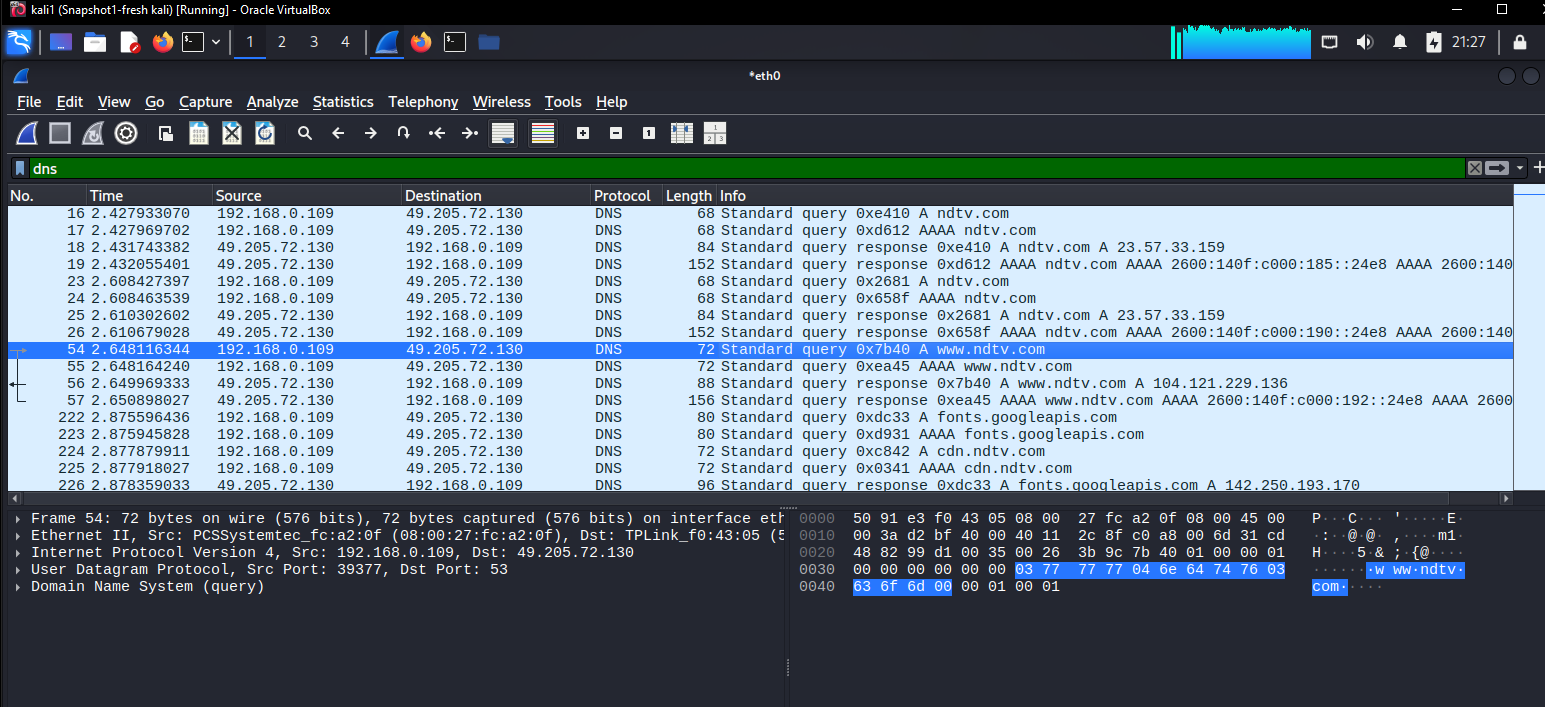 kali1 (Snapshot1-fresh kali) [Running] - Oracle VirtualBox
1 2 3 4 21:27
*eth0
File Edit View Go Capture Analyze Statistics Telephony Wireless Tools Help
dns
No. Time Source Destination Protocol Length Info
16 2.427933070 192.168.0.109 49.205.72.130 DNS 68 Standard query 0xe410 A ndtv.com
17 2.427969702 192.168.0.109 49.205.72.130 DNS 68 Standard query 0xd612 AAAA ndtv.com
18 2.431743382 49.205.72.130 192.168.0.109 DNS 84 Standard query response 0xe410 A ndtv.com A 23.57.33.159
19 2.432055401 49.205.72.130 192.168.0.109 DNS 152 Standard query response 0xd612 AAAA ndtv.com AAAA 2600:140f:c000:185::24e8 AAAA 2600:140
23 2.608427397 192.168.0.109 49.205.72.130 DNS 68 Standard query 0x2681 A ndtv.com
24 2.608463539 192.168.0.109 49.205.72.130 DNS 68 Standard query 0x658f AAAA ndtv.com
25 2.610302602 49.205.72.130 192.168.0.109 DNS 84 Standard query response 0x2681 A ndtv.com A 23.57.33.159
26 2.610679028 49.205.72.130 192.168.0.109 DNS 152 Standard query response 0x658f AAAA ndtv.com AAAA 2600:140f:c000:190::24e8 AAAA 2600:140
54 2.648116344 192.168.0.109 49.205.72.130 DNS 72 Standard query 0x7b40 A www.ndtv.com
55 2.648164240 192.168.0.109 49.205.72.130 DNS 72 Standard query 0xea45 AAAA www.ndtv.com
56 2.649969333 49.205.72.130 192.168.0.109 DNS 88 Standard query response 0x7b40 A www.ndtv.com A 104.121.229.136
57 2.650898027 49.205.72.130 192.168.0.109 DNS 156 Standard query response 0xea45 AAAA www.ndtv.com AAAA 2600:140f:c000:192::24e8 AAAA 2600
222 2.875596436 192.168.0.109 49.205.72.130 DNS 80 Standard query 0xdc33 A fonts.googleapis.com
223 2.875945828 192.168.0.109 49.205.72.130 DNS 80 Standard query 0xd931 AAAA fonts.googleapis.com
224 2.877879911 192.168.0.109 49.205.72.130 DNS 72 Standard query 0xc842 A cdn.ndtv.com
225 2.877918027 192.168.0.109 49.205.72.130 DNS 72 Standard query 0x0341 AAAA cdn.ndtv.com
226 2.878359033 49.205.72.130 192.168.0.109 DNS 96 Standard query response 0xdc33 A fonts.googleapis.com A 142.250.193.170
Frame 54: 72 bytes on wire (576 bits), 72 bytes captured (576 bits) on interface eth
Ethernet II, Src: PCSSystemtec_fc:a2:0f (08:00:27:fc:a2:0f), Dst: TPLink_f0:43:05 (5
Internet Protocol Version 4, Src: 192.168.0.109, Dst: 49.205.72.130
User Datagram Protocol, Src Port: 39377, Dst Port: 53
Domain Name System (query)
0000 50 91 e3 f0 43 05 08 00 27 fc a2 0f 08 00 45 00 P···C··· '·····E·
0010 00 3a d2 bf 40 00 40 11 2c 8f c0 a8 00 6d 31 cd ·:··@·@· ,····m1·
0020 48 82 99 d1 00 35 00 26 3b 9c 7b 40 01 00 00 01 H····5·& ;·{@····
0030 00 00 00 00 00 00 03 77 77 77 04 6e 64 74 76 03 ·······w ww·ndtv·
0040 63 6f 6d 00 00 01 00 01 com·····